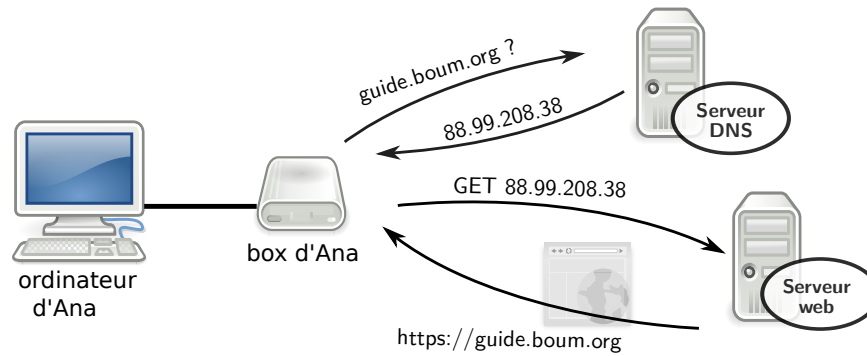 guide.boum.org ?
88.99.208.38
Serveur
DNS
GET 88.99.208.38
box d'Ana
ordinateur
d'Ana
Serveur
web
https://guide.boum.org